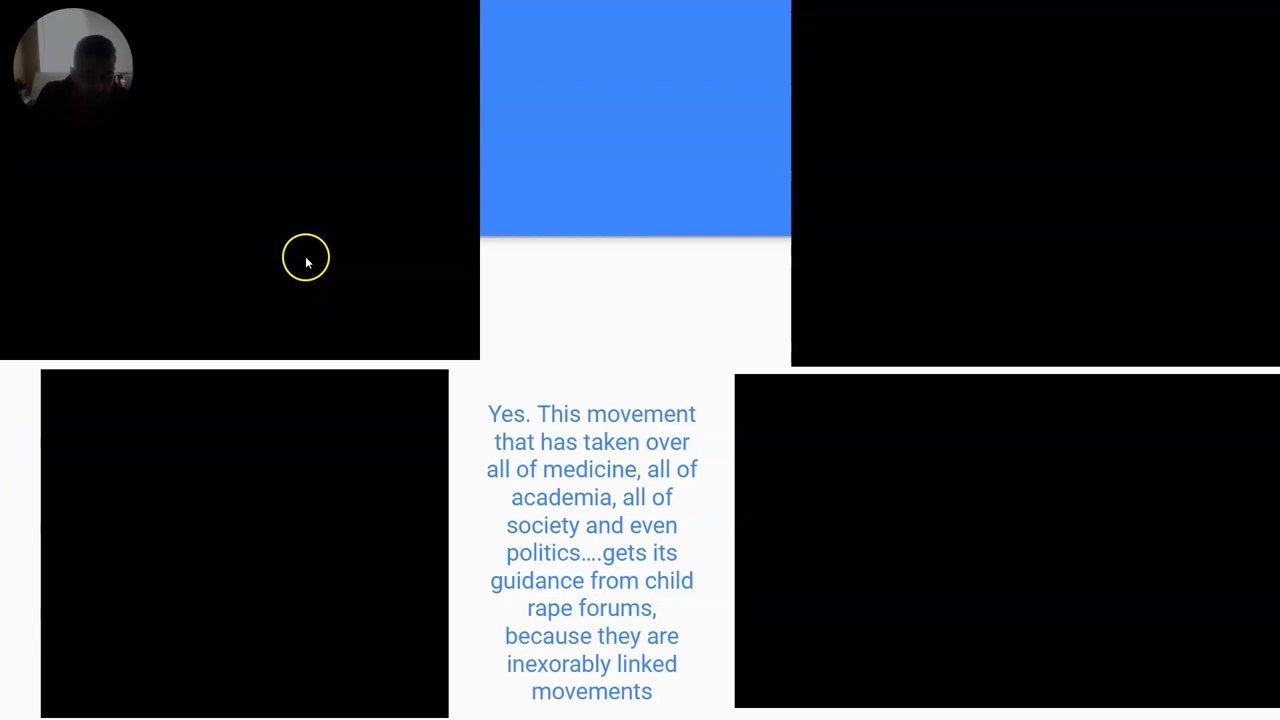 Yes. This movement
that has taken over
all of medicine, all of
academia, all of
society and even
politics....gets its
guidance from child
rape forums,
because they are
inexorably linked
movements